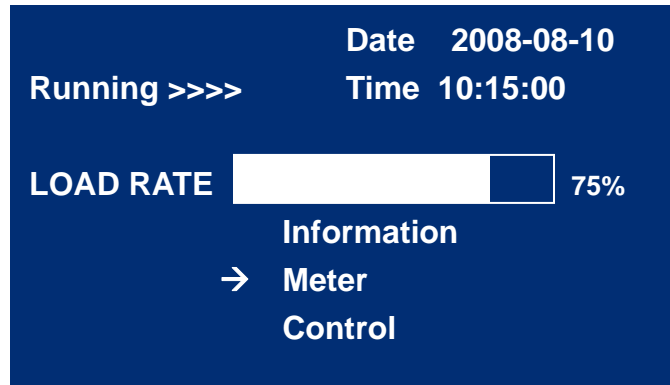 Date 2008-08-10
Running >>>> Time 10:15:00
LOAD RATE 75%
Information
→ Meter
Control